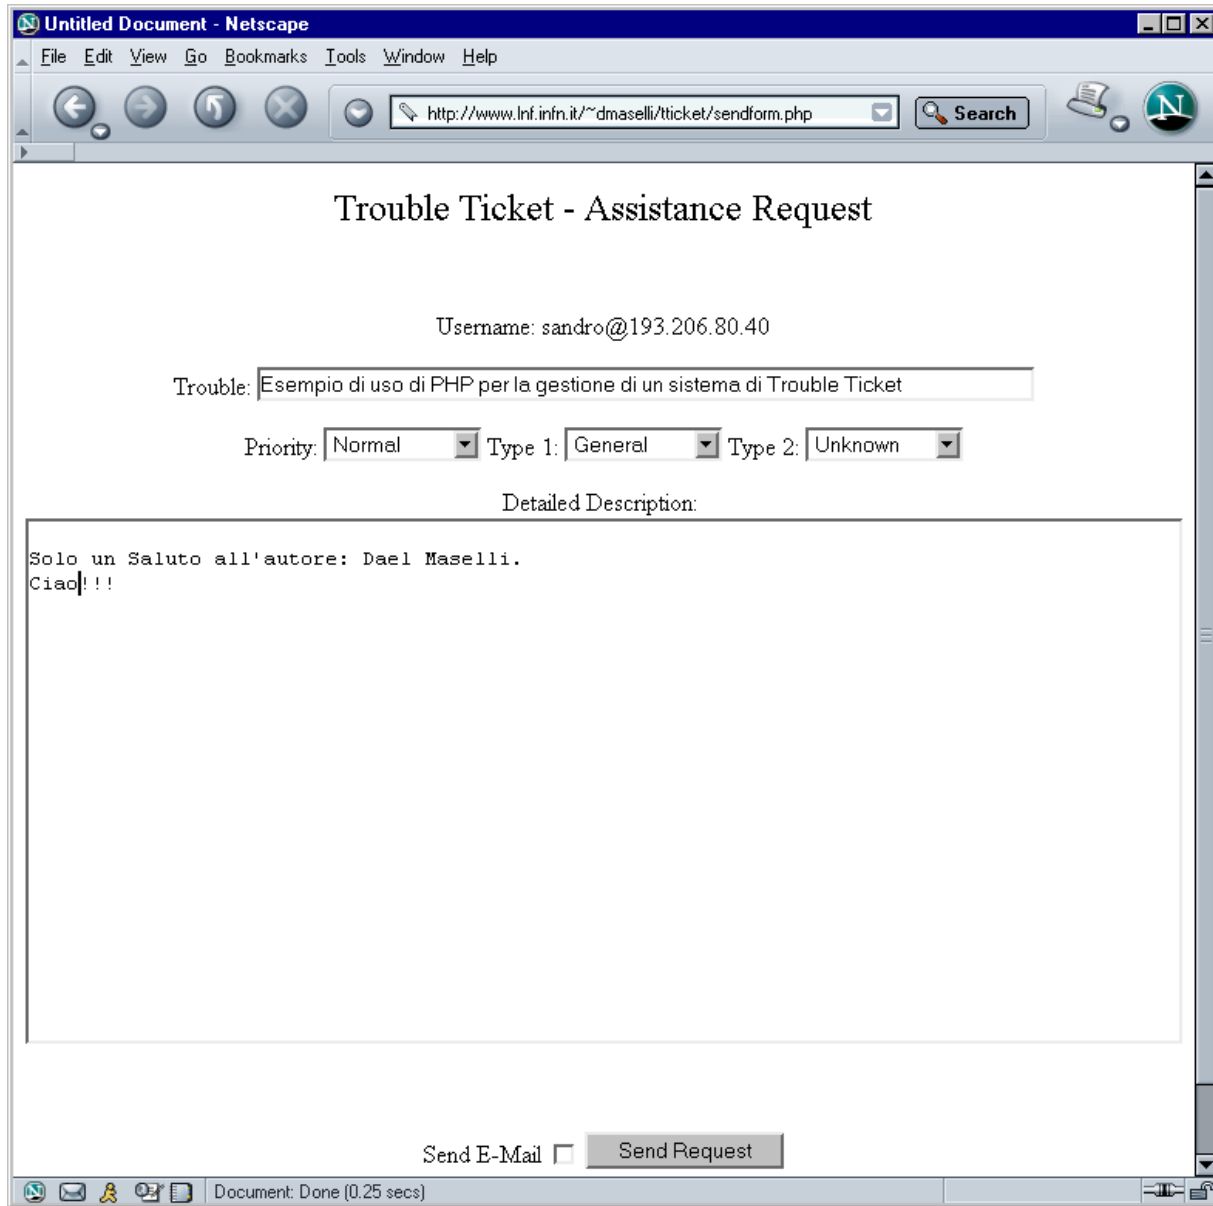 Untitled Document - Netscape
File Edit View Go Bookmarks Tools Window Help
http://www.lnf.infn.it/~dmaselli/tticket/sendform.php Search N
Trouble Ticket - Assistance Request
Username: sandro@193.206.80.40
Trouble: Esempio di uso di PHP per la gestione di un sistema di Trouble Ticket
Priority: Normal Type 1: General Type 2: Unknown
Detailed Description:
Solo un Saluto all'autore: Dael Maselli.
Ciao!!!
Send E-Mail Send Request
Document: Done (0.25 secs)